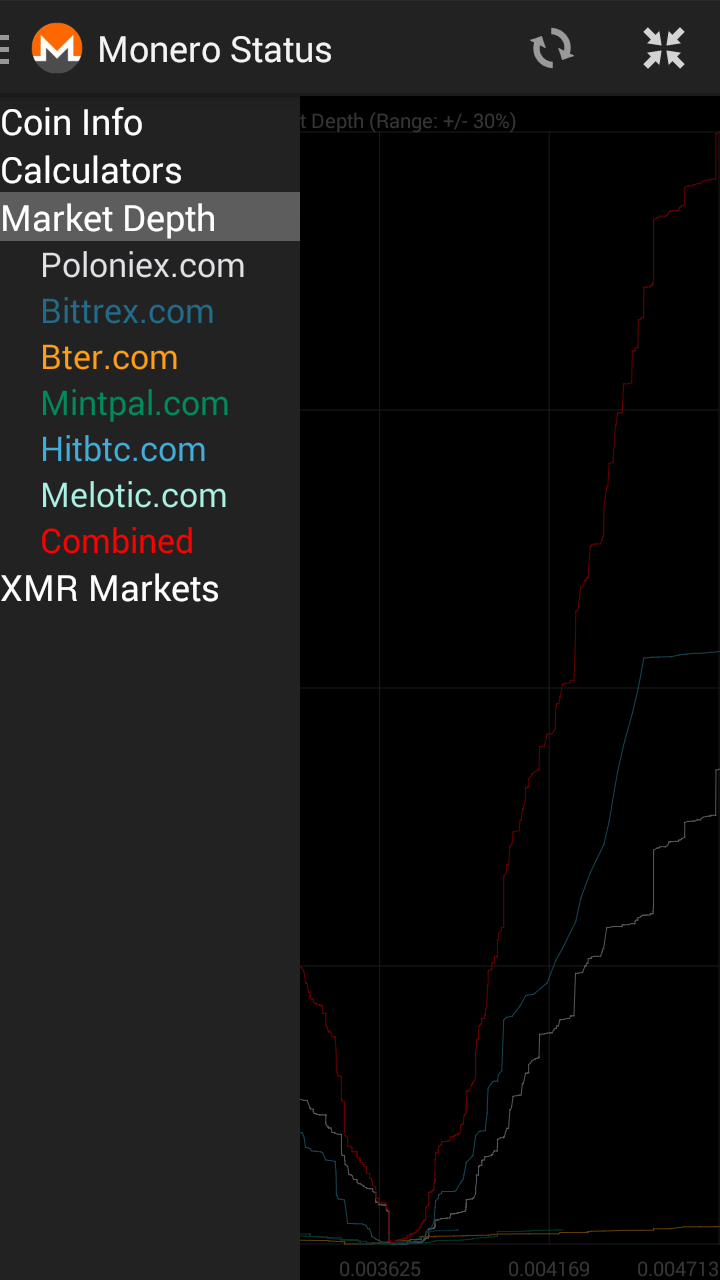 Monero Status
Coin Info
t Depth (Range: +/- 30%)
Calculators
Market Depth
Poloniex.com
Bittrex.com
Bter.com
Mintpal.com
Hitbtc.com
Melotic.com
Combined
XMR Markets
0.003625
0.004169
0.004713